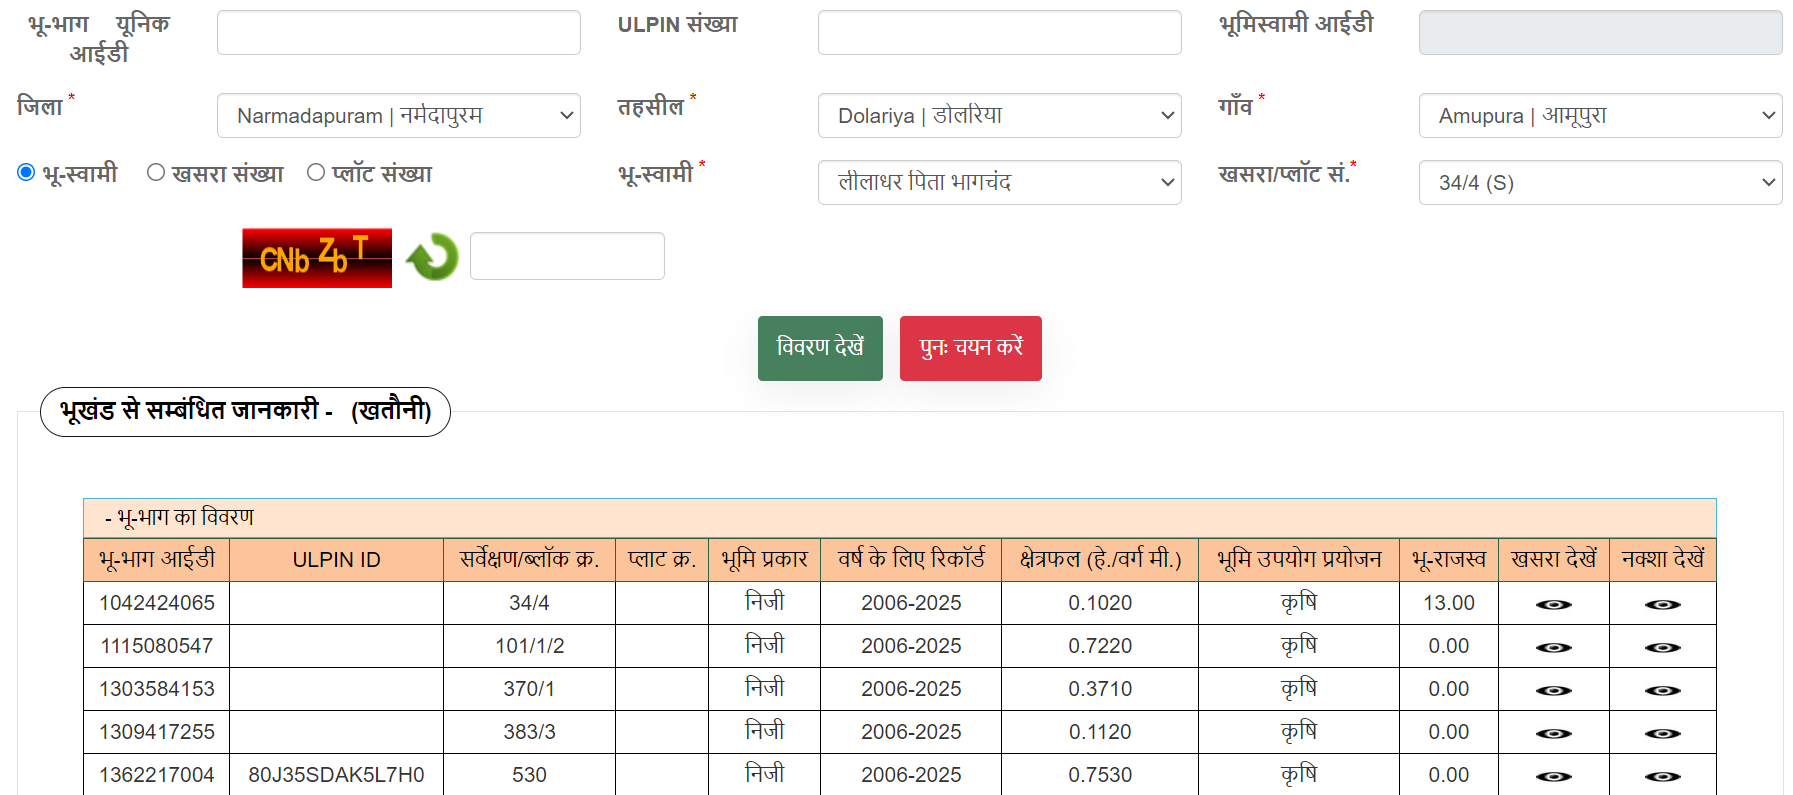 भू-भाग यूनिक आईडी ULPIN संख्या भूमिस्वामी आईडी
जिला * Narmadapuram | नर्मदापुरम तहसील * Dolariya | डोलरिया गाँव * Amupura | आमूपुरा
भू-स्वामी खसरा संख्या प्लॉट संख्या भू-स्वामी * लीलाधर पिता भागचंद खसरा/प्लॉट सं.* 34/4 (S)
CNb Zb T
विवरण देखें पुनः चयन करें
भूखंड से सम्बंधित जानकारी - (खतौनी)
- भू-भाग का विवरण
भू-भाग आईडी ULPIN ID सर्वेक्षण/ब्लॉक क्र. प्लाट क्र. भूमि प्रकार वर्ष के लिए रिकॉर्ड क्षेत्रफल (हे./वर्ग मी.) भूमि उपयोग प्रयोजन भू-राजस्व खसरा देखें नक्शा देखें
1042424065 34/4 निजी 2006-2025 0.1020 कृषि 13.00
1115080547 101/1/2 निजी 2006-2025 0.7220 कृषि 0.00
1303584153 370/1 निजी 2006-2025 0.3710 कृषि 0.00
1309417255 383/3 निजी 2006-2025 0.1120 कृषि 0.00
1362217004 80J35SDAK5L7H0 530 निजी 2006-2025 0.7530 कृषि 0.00